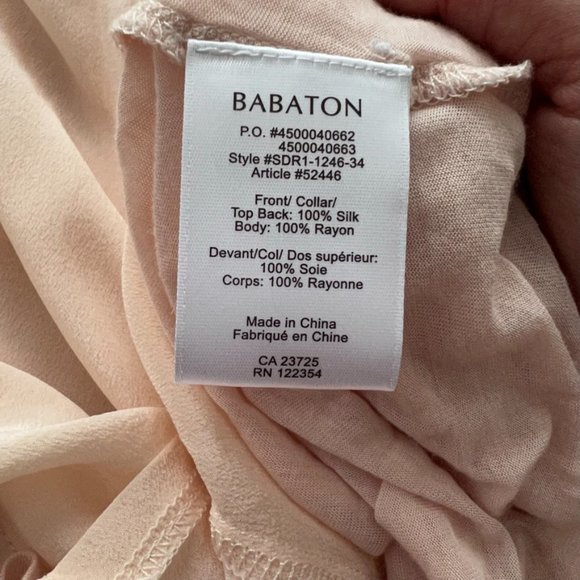 BABATON
P.O. #4500040662
4500040663
Style #SDR1-1246-34
Article #52446
Front/ Collar/
Top Back: 100% Silk
Body: 100% Rayon
Devant/Col/ Dos supérieur:
100% Soie
Corps: 100% Rayonne
Made in China
Fabriqué en Chine
CA 23725
RN 122354